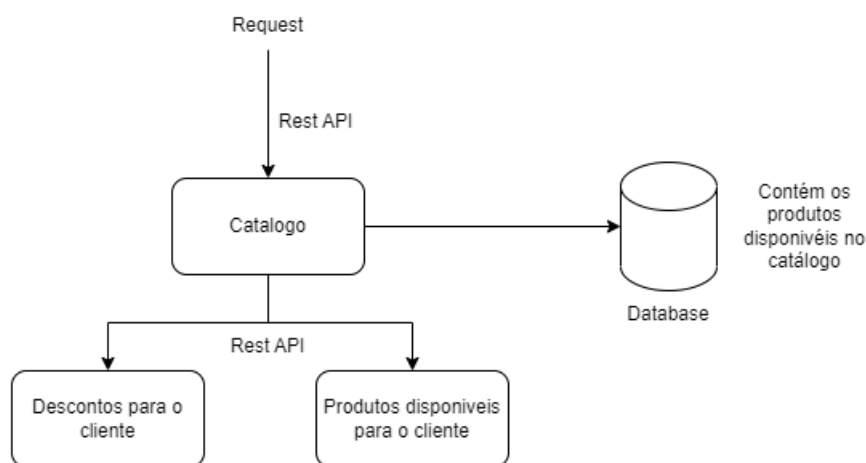 Request
Rest API
Catalogo
Contém os
produtos
disponivéis no
catálogo
Database
Rest API
Descontos para o
cliente
Produtos disponiveis
para o cliente